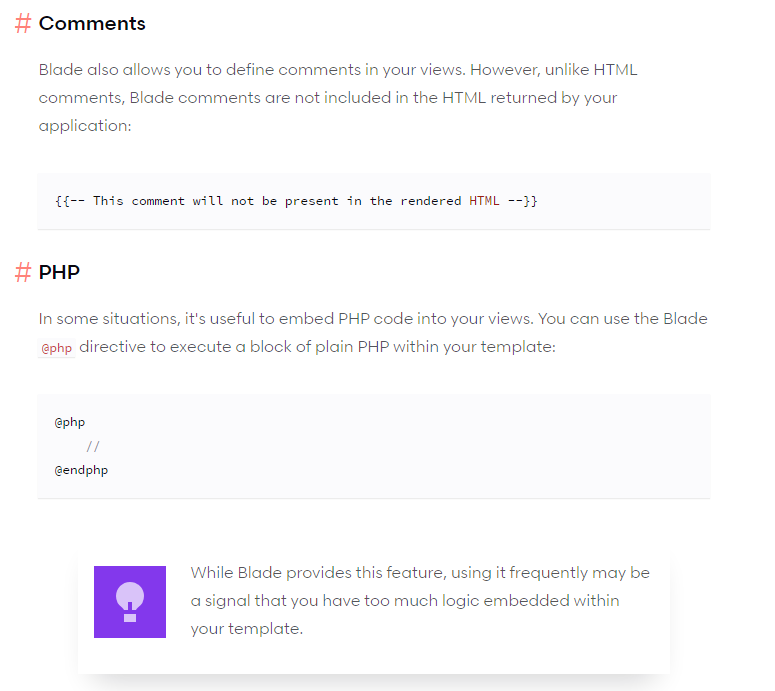 # Comments
Blade also allows you to define comments in your views. However, unlike HTML
comments, Blade comments are not included in the HTML returned by your
application:
{{-- This comment will not be present in the rendered HTML --}}
# PHP
In some situations, it's useful to embed PHP code into your views. You can use the Blade
@php directive to execute a block of plain PHP within your template:
@php
    //
@endphp
While Blade provides this feature, using it frequently may be
a signal that you have too much logic embedded within
your template.